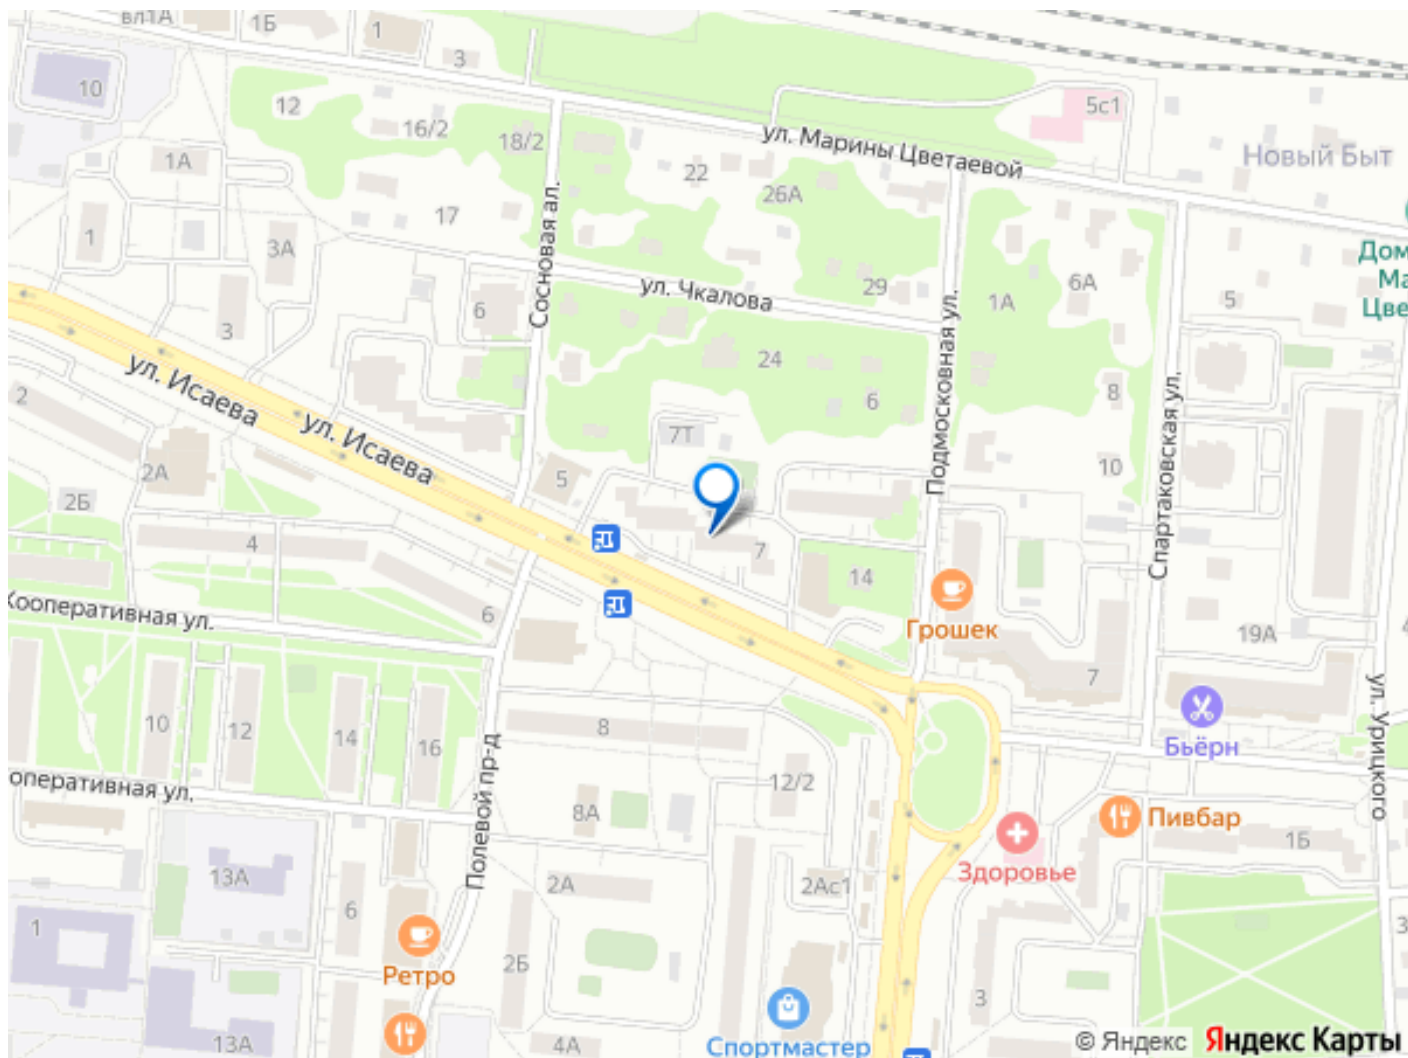 вл1А
1Б
1
3
10
12
16/2
18/2
5с1
ул. Марины Цветаевой
Новый Быт
1А
22
26А
17
Сосновая ал.
1
3А
Дом
Ма
Цве
6А
29
1А
5
ул. Чкалова
6
3
Подмосковная ул.
24
ул. Исаева
ул. Исаева
8
6
2
7Т
Спартаковская ул.
10
2А
5
2Б
4
7
14
Кооперативная ул.
6
Грошек
19А
7
ул. Урицкого
10
12
14
16
8
Бьёрн
Полевой пр-д
оперативная ул.
12/2
8А
Пивбар
1Б
Здоровье
13А
2А
2Ас1
6
1
Ретро
2Б
3
3
13А
4А
Спортмастер
© Яндекс Яндекс Карты